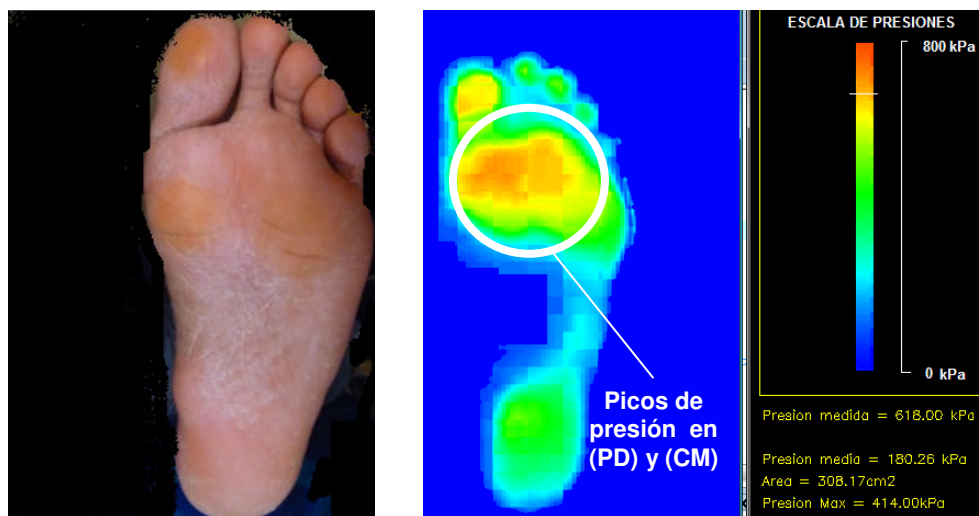 ESCALA DE PRESIONES
800 kPa
0 kPa
Picos de
presión en
(PD) y (CM)
Presion medida = 618.00 kPa
Presion media = 180.26 kPa
Area = 308.17cm2
Presion Max = 414.00kPa